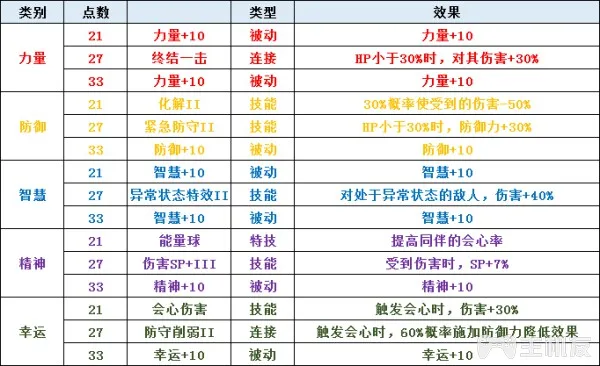 类别 点数 类型 效果
力量 21 力量+10 被动 力量+10
27 终结一击 连接 HP小于30%时，对其伤害+30%
33 力量+10 被动 力量+10
防御 21 化解II 技能 30%概率使受到的伤害-50%
27 紧急防守II 技能 HP小于30%时，防御力+30%
33 防御+10 被动 防御+10
智慧 21 智慧+10 被动 智慧+10
27 异常状态特效II 技能 对处于异常状态的敌人，伤害+40%
33 智慧+10 被动 智慧+10
精神 21 能量球 特技 提高同伴的会心率
27 伤害SP+III 技能 受到伤害时，SP+7%
33 精神+10 被动 精神+10
幸运 21 会心伤害 技能 触发会心时，伤害+30%
27 防守削弱II 连接 触发会心时，60%概率施加防御力降低效果
33 幸运+10 被动 幸运+10